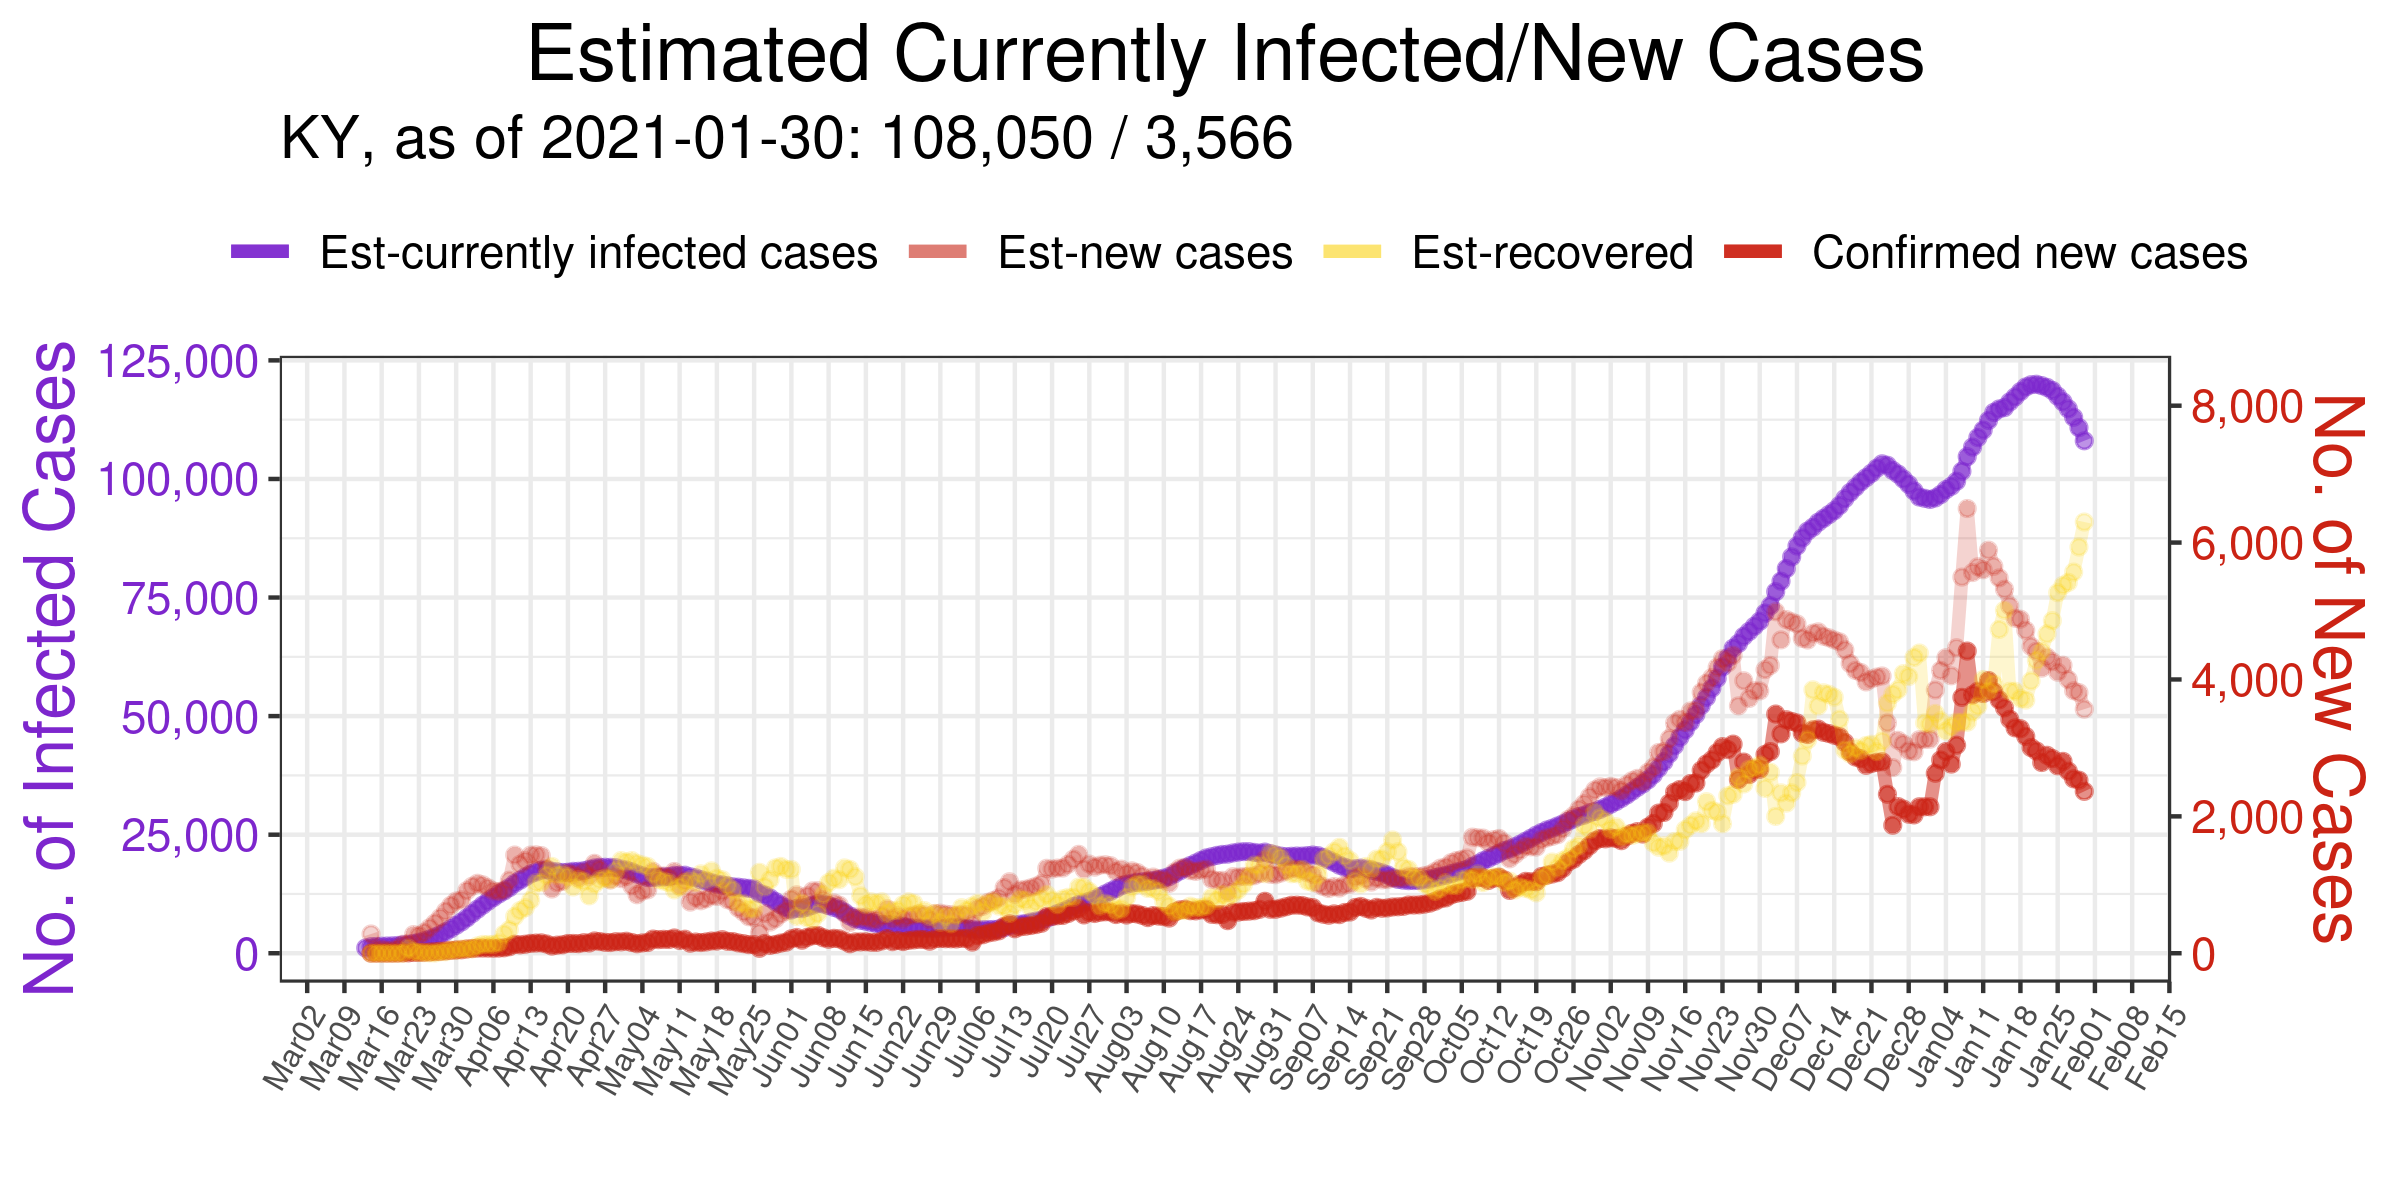 Estimated Currently Infected/New Cases
KY, as of 2021-01-30: 108,050 / 3,566
Est-currently infected cases Est-new cases Est-recovered Confirmed new cases
No. of Infected Cases
125,000
100,000
75,000
50,000
25,000
0
8,000
6,000
4,000
2,000
0
No. of New Cases
Mar02 Mar09 Mar16 Mar23 Mar30 Apr06 Apr13 Apr20 Apr27 May04 May11 May18 May25 Jun01 Jun08 Jun15 Jun22 Jun29 Jul06 Jul13 Jul20 Jul27 Aug03 Aug10 Aug17 Aug24 Aug31 Sep07 Sep14 Sep21 Sep28 Oct05 Oct12 Oct19 Oct26 Nov02 Nov09 Nov16 Nov23 Nov30 Dec07 Dec14 Dec21 Dec28 Jan04 Jan11 Jan18 Jan25 Feb01 Feb08 Feb15